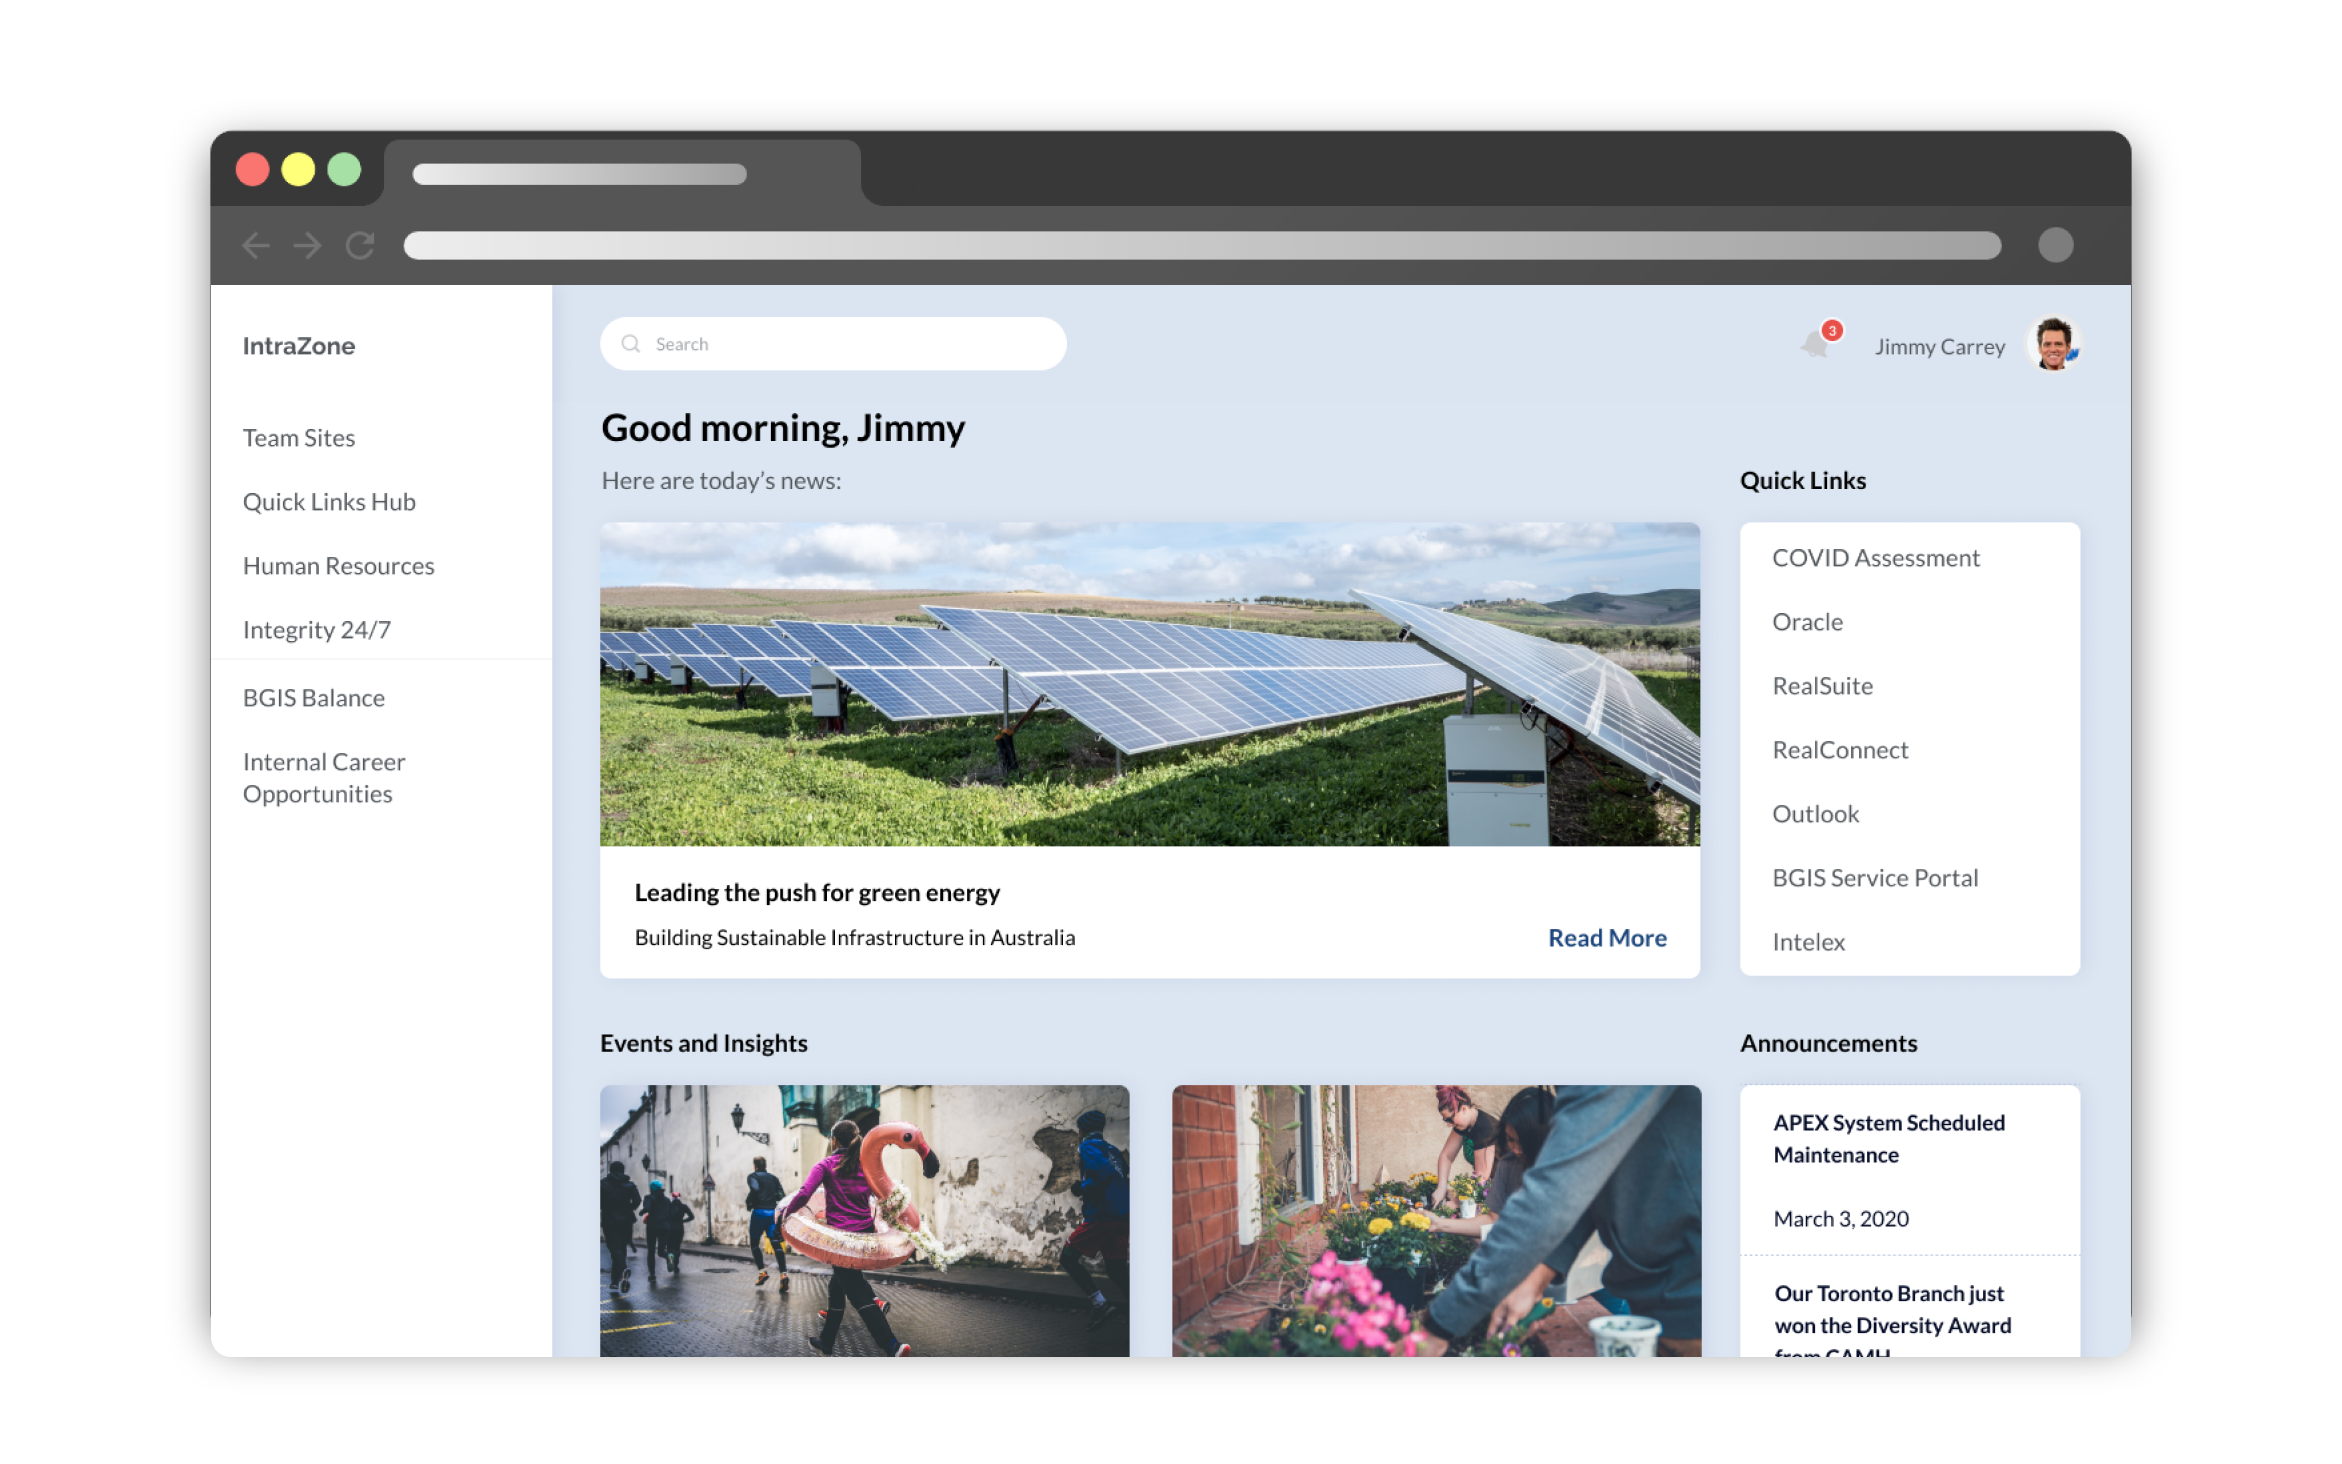 IntraZone
Team Sites
Quick Links Hub
Human Resources
Integrity 24/7
BGIS Balance
Internal Career
Opportunities
Search
3
Jimmy Carrey
Good morning, Jimmy
Here are today’s news:
Leading the push for green energy
Building Sustainable Infrastructure in Australia
Read More
Quick Links
COVID Assessment
Oracle
RealSuite
RealConnect
Outlook
BGIS Service Portal
Intelex
Events and Insights
Announcements
APEX System Scheduled
Maintenance
March 3, 2020
Our Toronto Branch just
won the Diversity Award
from CAMH